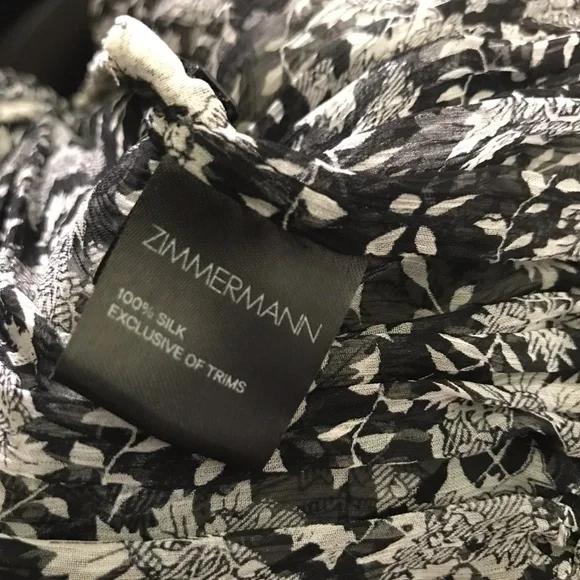 ZIMMERMANN
100% SILK
EXCLUSIVE OF TRIMS